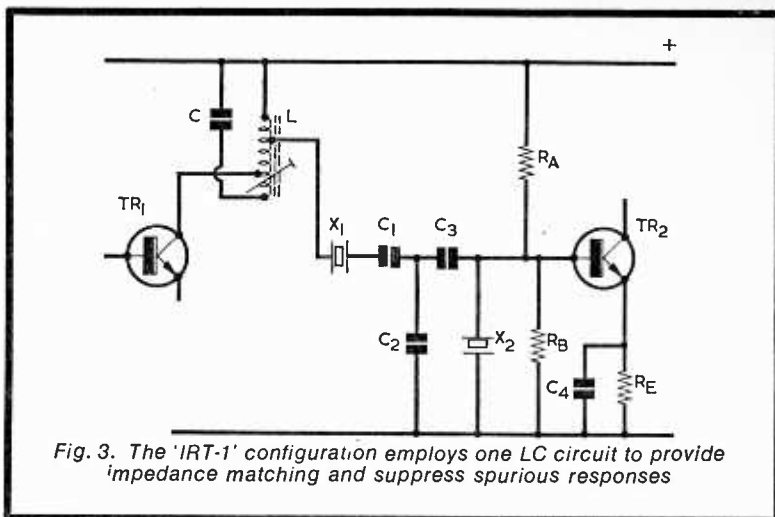 +
C
L
RA
TR1
X1
C1
C3
TR2
C2
X2
RB
C4
RE
Fig. 3. The 'IRT-1' configuration employs one LC circuit to provide
impedance matching and suppress spurious responses